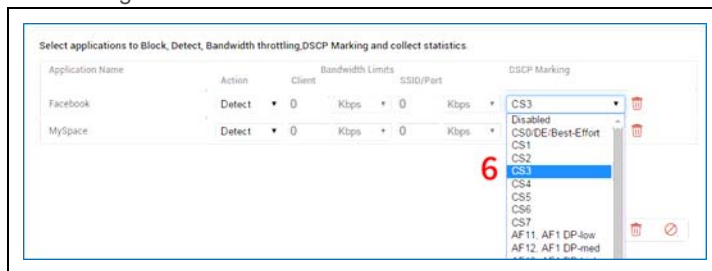 Select applications to Block, Detect, Bandwidth throttling,DSCP Marking and collect statistics
Application Name Bandwidth Limits DSCP Marking
Action Client SSID/Port
Facebook Detect 0 Kbps 0 Kbps CS3
Disabled
MySpace Detect 0 Kbps 0 Kbps CS0/DE/Best-Effort
CS1
CS2
6 CS3
CS4
CS5
CS6
CS7
AF11, AF1 DP-low
AF12, AF1 DP-med